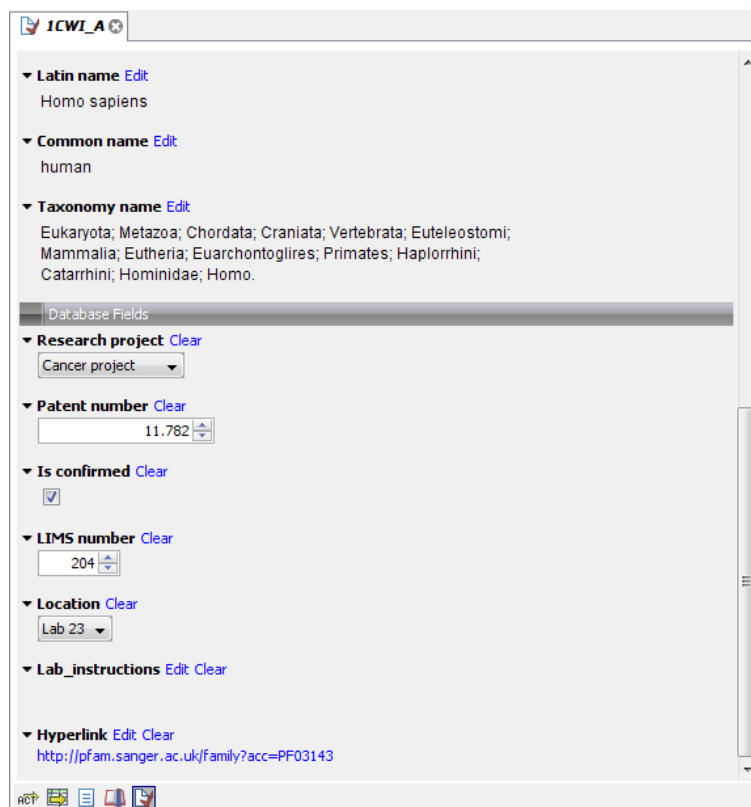 1CWI_A
Latin name Edit
Homo sapiens
Common name Edit
human
Taxonomy name Edit
Eukaryota; Metazoa; Chordata; Craniata; Vertebrata; Euteleostomi;
Mammalia; Eutheria; Euarchontoglires; Primates; Haplorrhini;
Catarrhini; Hominidae; Homo.
Database Fields
Research project Clear
Cancer project
Patent number Clear
11.782
Is confirmed Clear
LIMS number Clear
204
Location Clear
Lab 23
Lab_instructions Edit Clear
Hyperlink Edit Clear
http://pfam.sanger.ac.uk/family?acc=PF03143
ACT